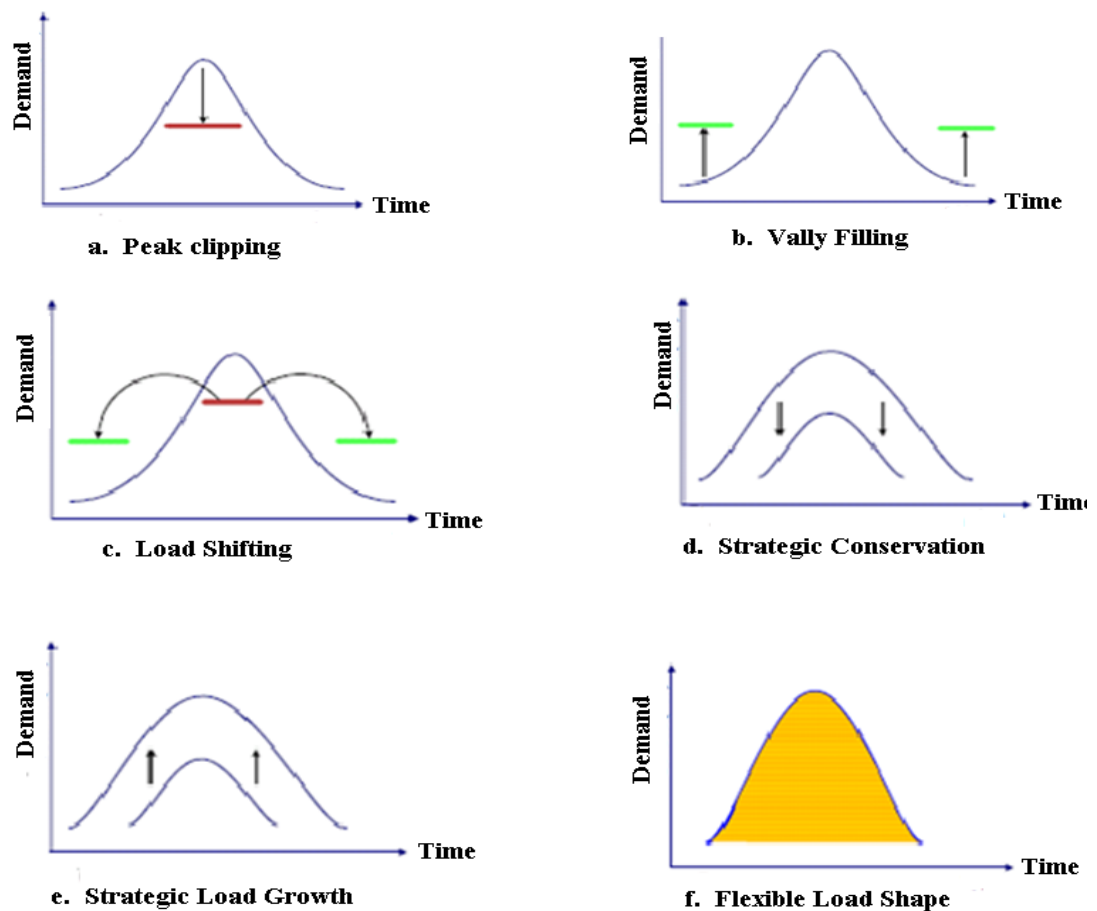 Demand
Time
a. Peak clipping
Demand
Time
b. Vally Filling
Demand
Time
c. Load Shifting
Demand
Time
d. Strategic Conservation
Demand
Time
e. Strategic Load Growth
Demand
Time
f. Flexible Load Shape